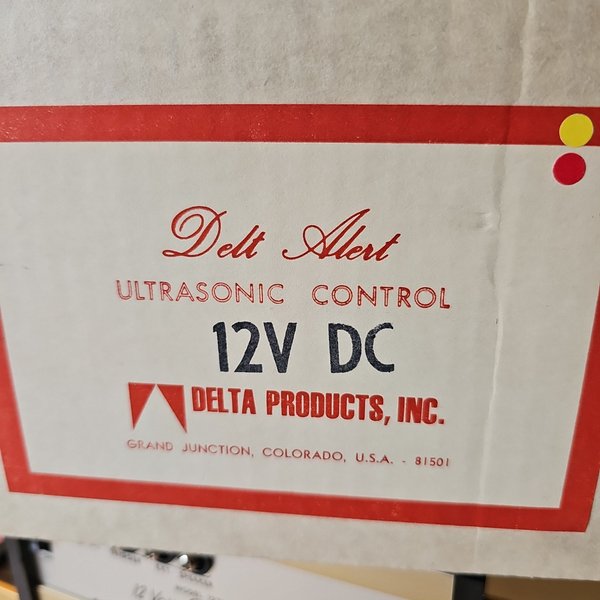 Delt Alert
ULTRASONIC CONTROL
12V DC
DELTA PRODUCTS, INC.
GRAND JUNCTION, COLORADO, U.S.A. - 81501